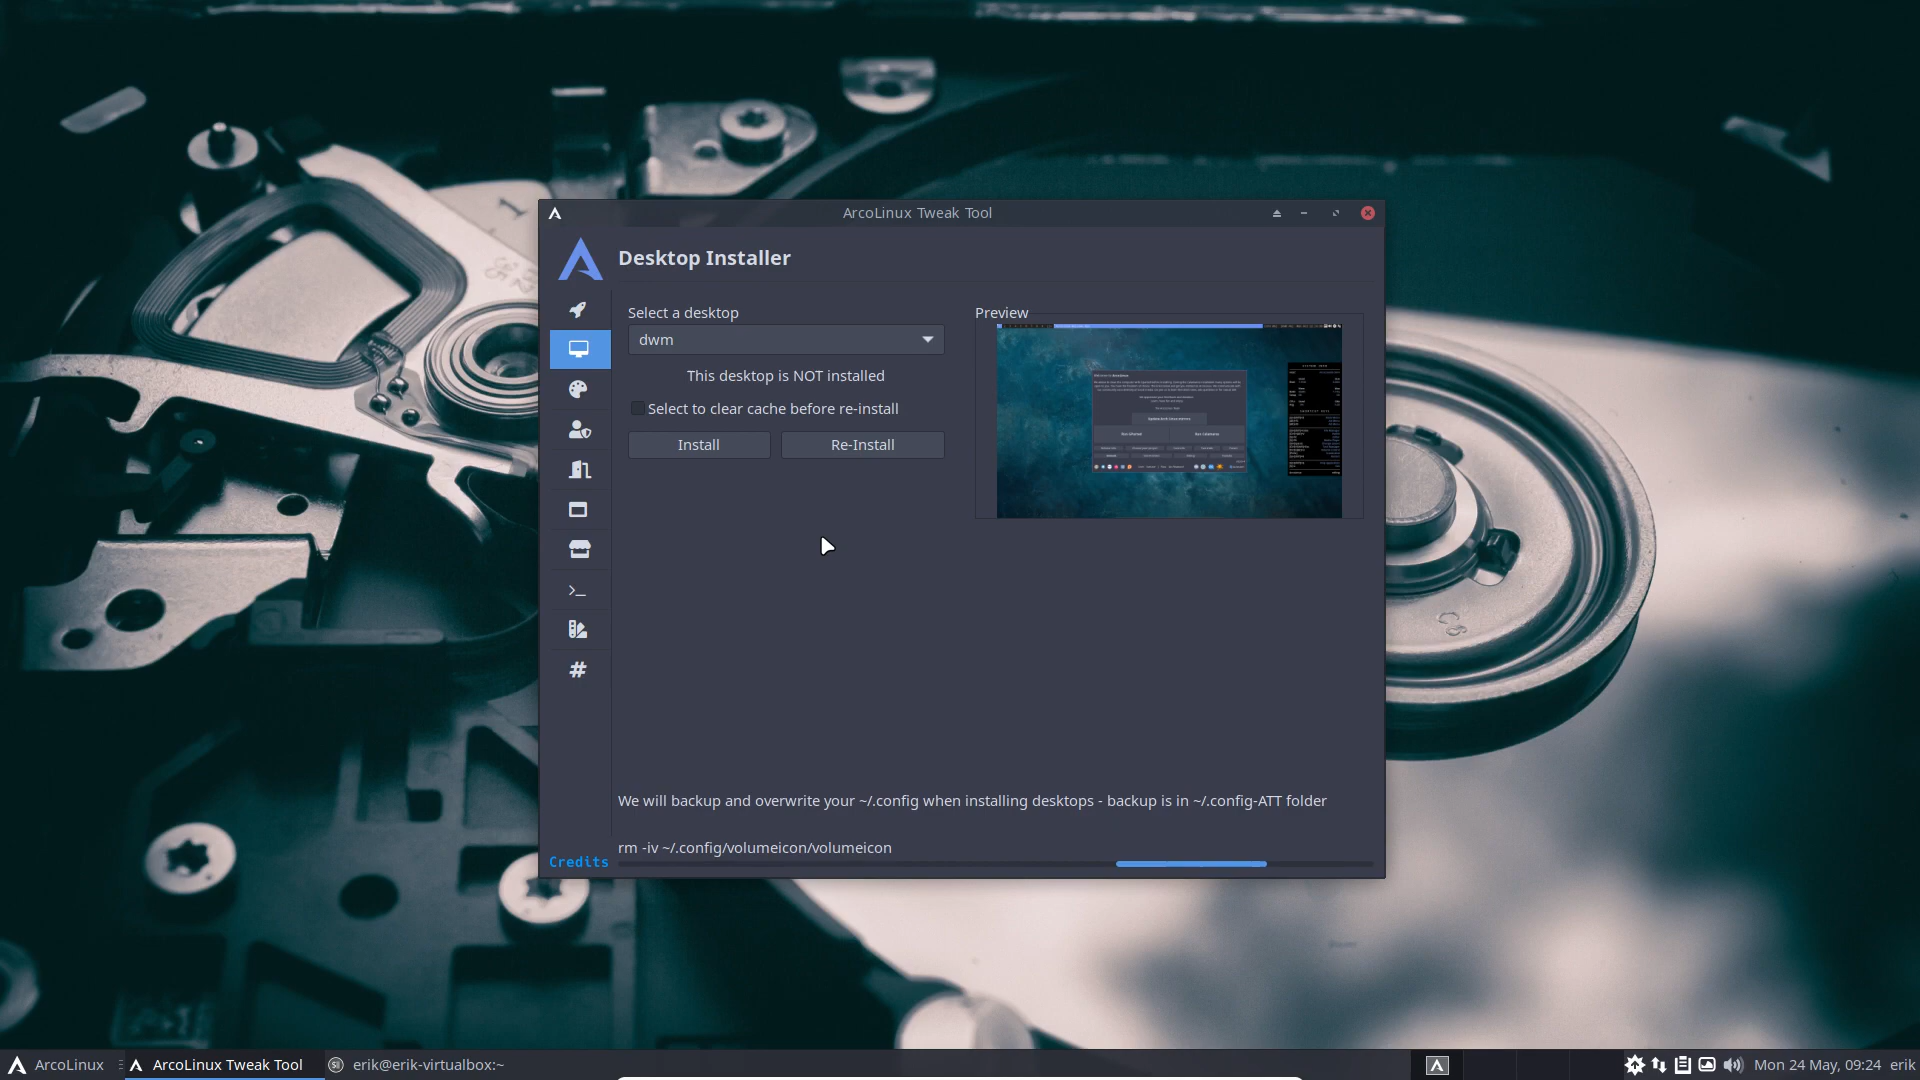 ArcoLinux Tweak Tool
Desktop Installer
Select a desktop
dwm
This desktop is NOT installed
Select to clear cache before re-install
Install
Re-Install
Preview
We will backup and overwrite your ~/.config when installing desktops - backup is in ~/.config-ATT folder
rm -iv ~/.config/volumeicon/volumeicon
Credits
ArcoLinux
ArcoLinux Tweak Tool
erik@erik-virtualbox:~
Mon 24 May, 09:24
erik